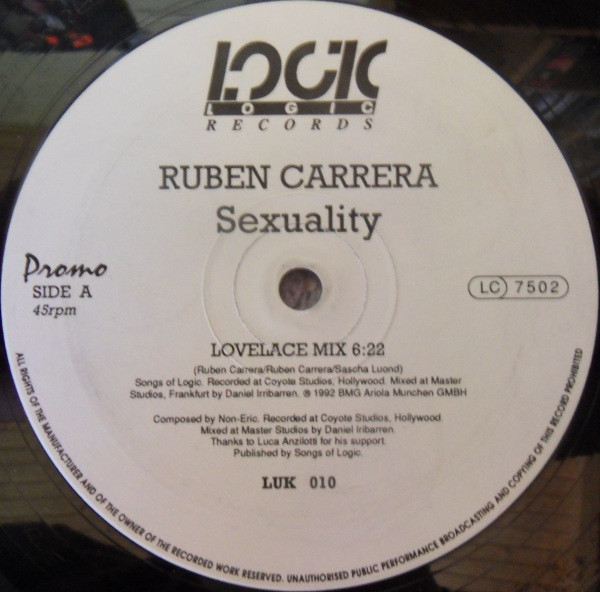 LOGIC
LOGIC
RECORDS
RUBEN CARRERA
Sexuality
Promo
SIDE A
45rpm
LC 7502
LOVELACE MIX 6:22
(Ruben Carrera/Ruben Carrera/Sascha Luond)
Songs of Logic. Recorded at Coyote Studios, Hollywood. Mixed at Master
Studios, Frankfurt by Daniel Iribarren. ℗ 1992 BMG Ariola Munchen GMBH
Composed by Non-Eric. Recorded at Coyote Studios, Hollywood.
Mixed at Master Studios by Daniel Iribarren.
Thanks to Luca Anzilotti for his support.
Published by Songs of Logic.
LUK 010
ALL RIGHTS OF THE MANUFACTURER AND OF THE OWNER OF THE RECORDED WORK RESERVED. UNAUTHORISED PUBLIC PERFORMANCE BROADCASTING AND COPYING OF THIS RECORD PROHIBITED